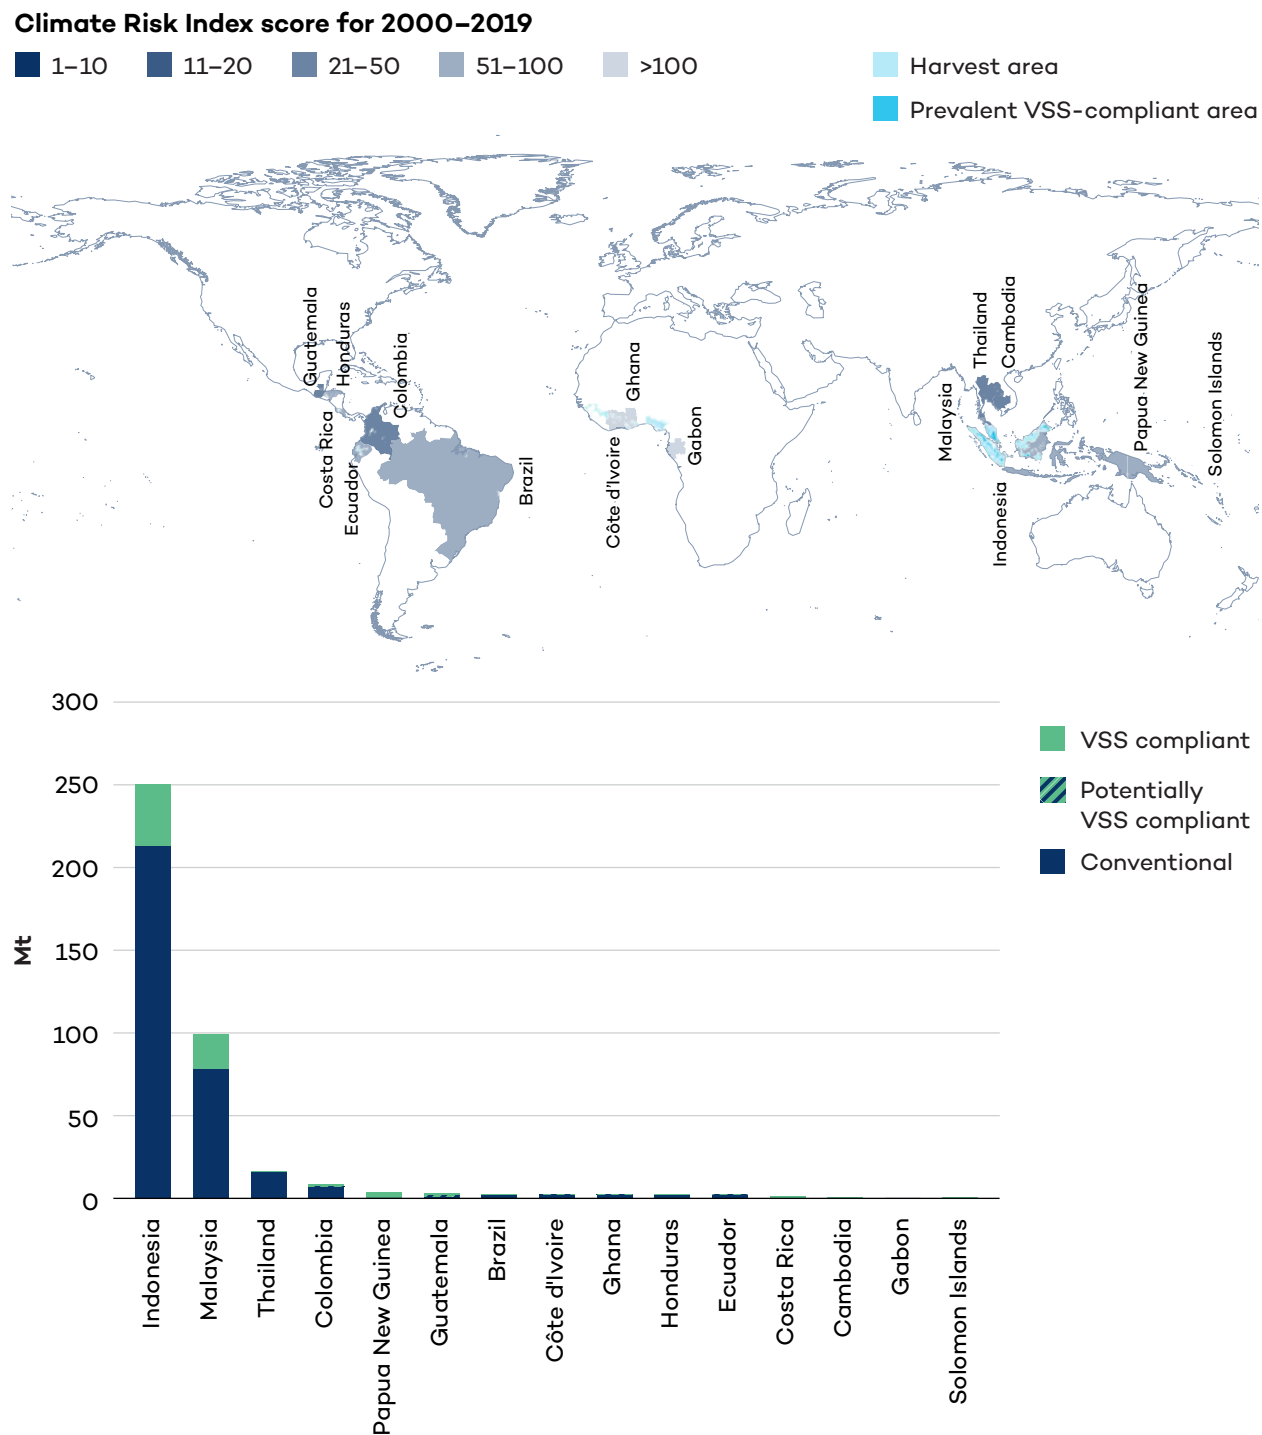 Climate Risk Index score for 2000–2019
1–10
11–20
21–50
51–100
>100
Harvest area
Prevalent VSS-compliant area
Guatemala
Honduras
Colombia
Costa Rica
Ecuador
Brazil
Ghana
Côte d'Ivoire
Gabon
Thailand
Cambodia
Malaysia
Indonesia
Papua New Guinea
Solomon Islands
300
250
200
150
100
50
0
Mt
VSS compliant
Potentially
VSS compliant
Conventional
Indonesia
Malaysia
Thailand
Colombia
Papua New Guinea
Guatemala
Brazil
Côte d'Ivoire
Ghana
Honduras
Ecuador
Costa Rica
Cambodia
Gabon
Solomon Islands